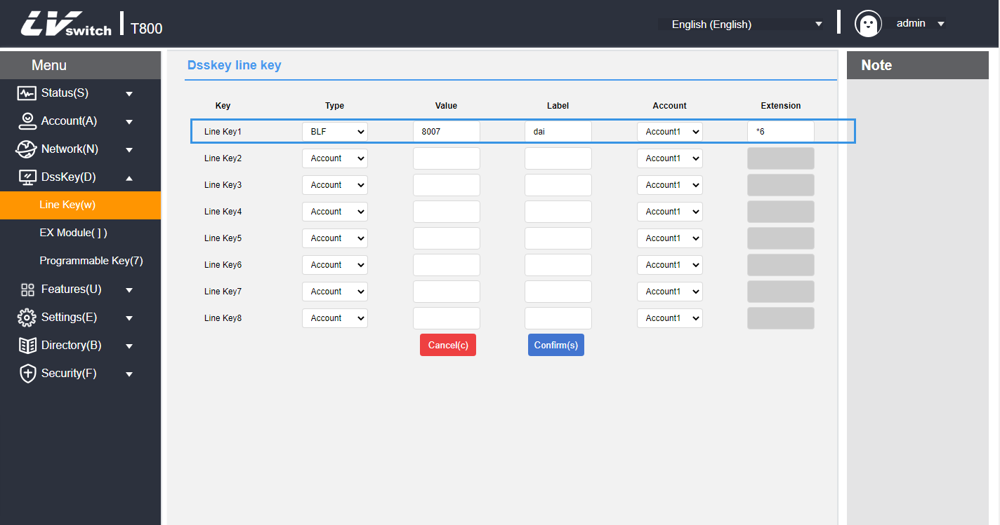 LVswitch T800 English (English) admin
Menu Dsskey line key Note
Status(S)
Account(A)
Network(N)
DssKey(D)
Line Key(w)
EX Module( ] )
Programmable Key(7)
Features(U)
Settings(E)
Directory(B)
Security(F)
Key Type Value Label Account Extension
Line Key1 BLF 8007 dai Account1 *6
Line Key2 Account Account1
Line Key3 Account Account1
Line Key4 Account Account1
Line Key5 Account Account1
Line Key6 Account Account1
Line Key7 Account Account1
Line Key8 Account Account1
Cancel(c) Confirm(s)